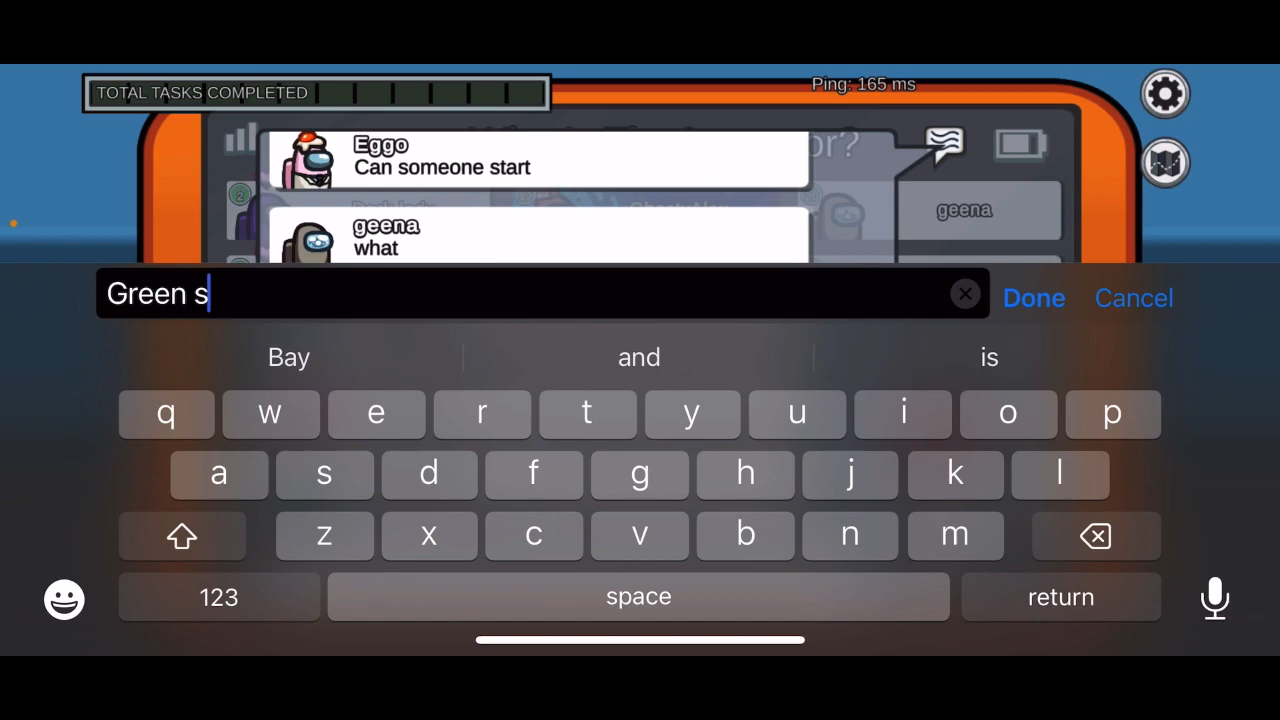 TOTAL TASKS COMPLETED
Ping: 165 ms
or?
Eggo
Can someone start
geena
geena
what
Green s
Done
Cancel
Bay and is
q w e r t y u i o p
a s d f g h j k l
z x c v b n m
123 space return